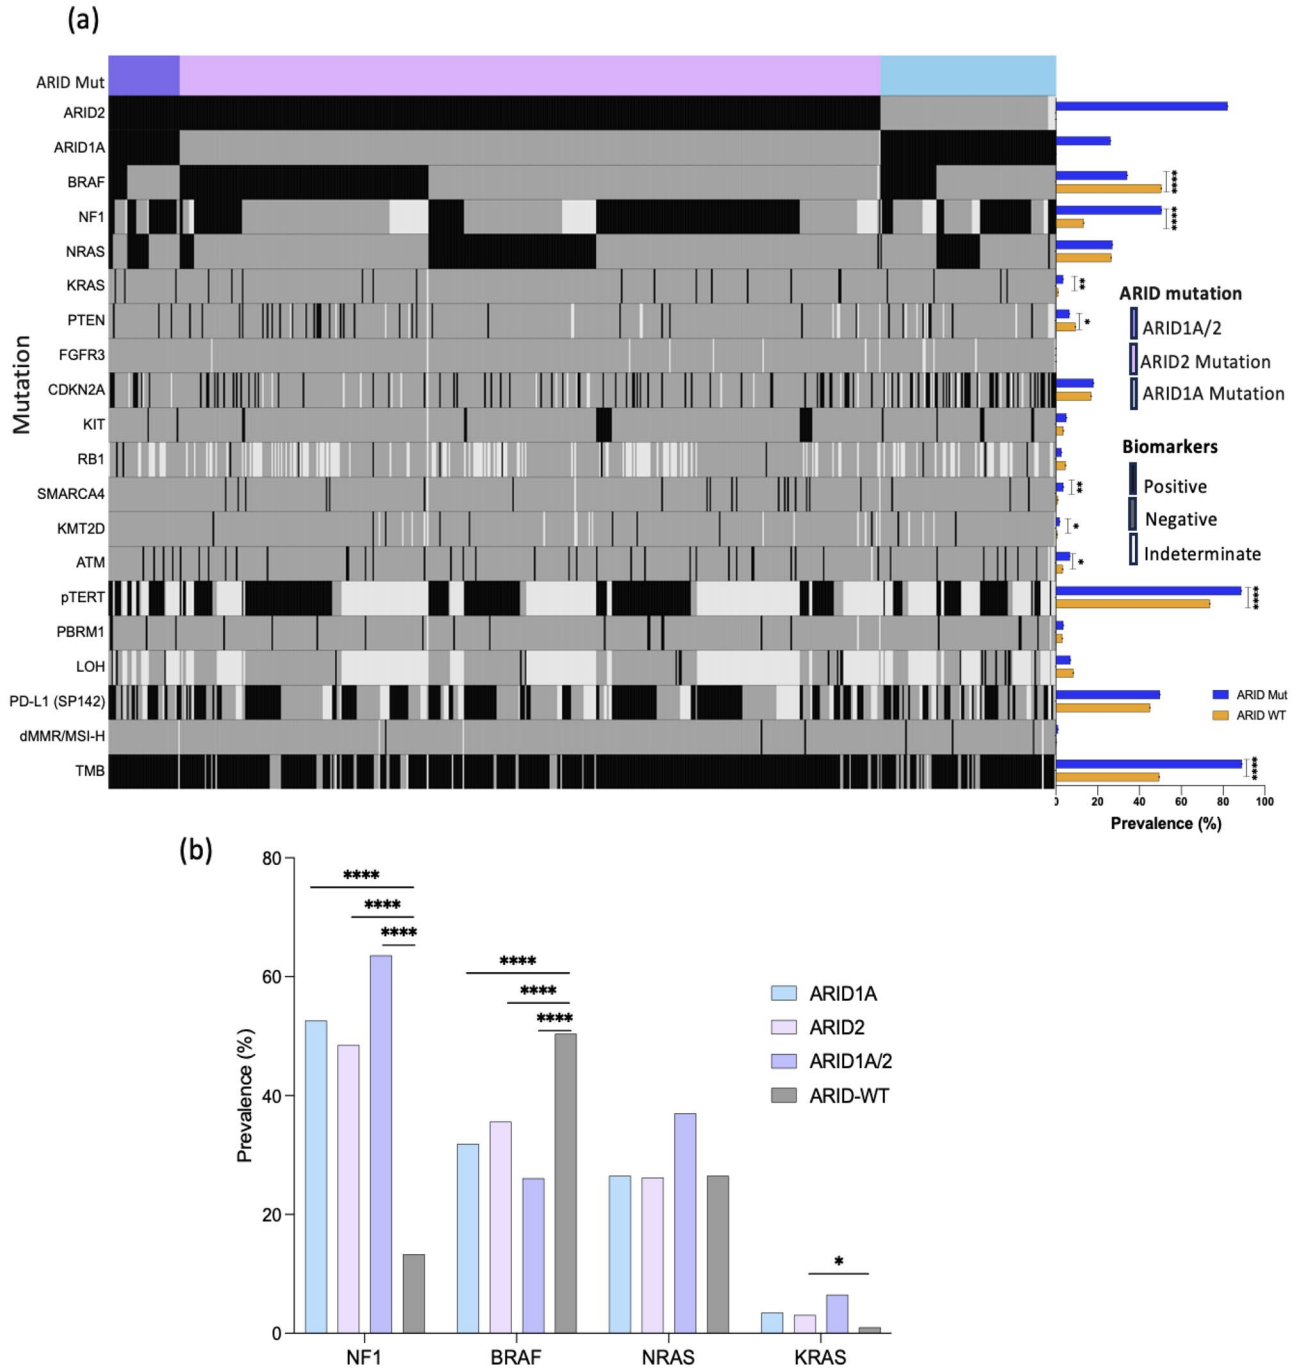 (a)
ARID Mut
ARID2
ARID1A
BRAF
****
NF1
****
NRAS
KRAS
**
PTEN
*
FGFR3
CDKN2A
KIT
RB1
SMARCA4
**
KMT2D
*
ATM
*
pTERT
****
PBRM1
LOH
PD-L1 (SP142)
dMMR/MSI-H
TMB
****
Mutation
ARID mutation
ARID1A/2
ARID2 Mutation
ARID1A Mutation
Biomarkers
Positive
Negative
Indeterminate
ARID Mut
ARID WT
0 20 40 60 80 100
Prevalence (%)
(b)
80
60
40
20
0
Prevalence (%)
****
****
****
****
****
****
*
ARID1A
ARID2
ARID1A/2
ARID-WT
NF1 BRAF NRAS KRAS